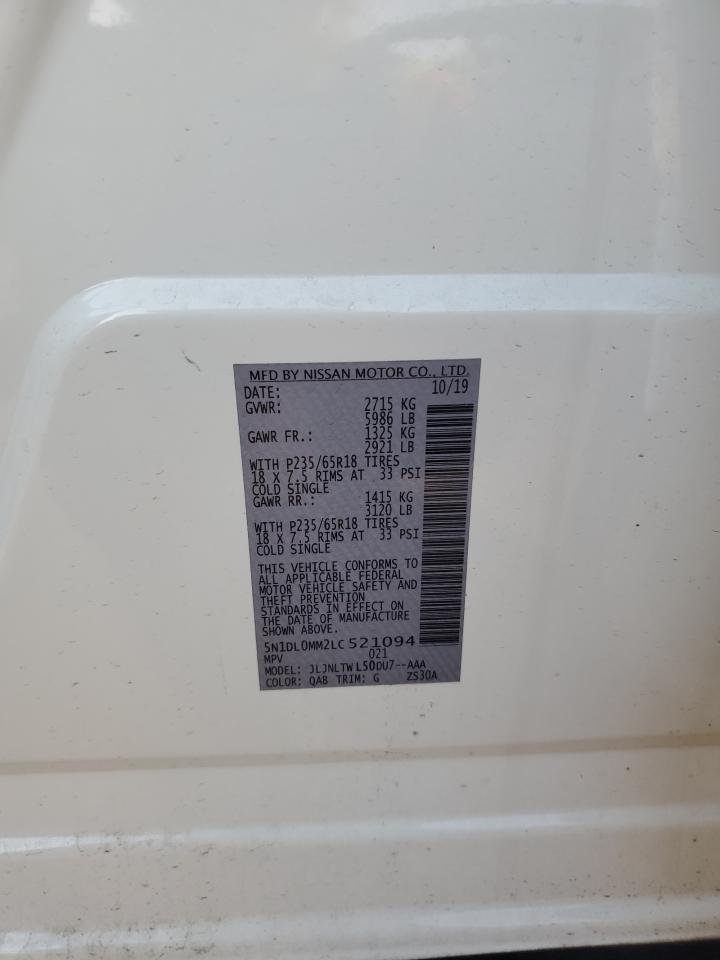 MFD BY NISSAN MOTOR CO., LTD.
DATE: 10/19
GVWR: 2715 KG
5986 LB
GAWR FR.: 1325 KG
2921 LB
WITH P235/65R18 TIRES
18 X 7.5 RIMS AT 33 PSI
COLD SINGLE
GAWR RR.: 1415 KG
3120 LB
WITH P235/65R18 TIRES
18 X 7.5 RIMS AT 33 PSI
COLD SINGLE
THIS VEHICLE CONFORMS TO
ALL APPLICABLE FEDERAL
MOTOR VEHICLE SAFETY AND
THEFT PREVENTION
STANDARDS IN EFFECT ON
THE DATE OF MANUFACTURE
SHOWN ABOVE.
5N1DL0MM2LC521094
MPV 021
MODEL: JLJNLTWL50DU7--AAA
COLOR: QAB TRIM: G ZS30A